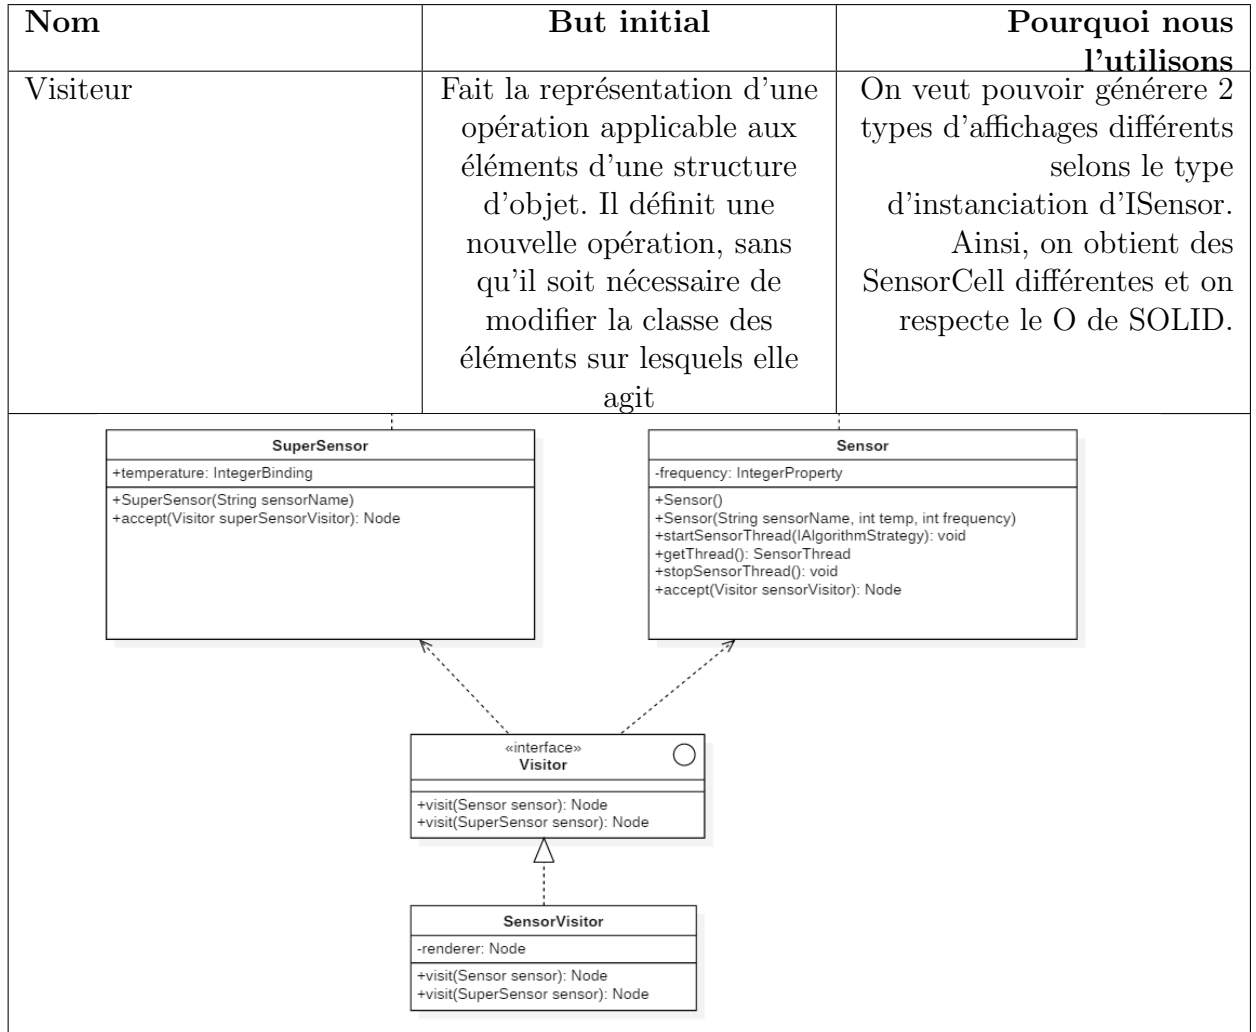 Nom
But initial
Pourquoi nous
l'utilisons
Visiteur
Fait la représentation d'une
opération applicable aux
éléments d'une structure
d'objet. Il définit une
nouvelle opération, sans
qu'il soit nécessaire de
modifier la classe des
éléments sur lesquels elle
agit
On veut pouvoir générere 2
types d'affichages différents
selons le type
d'instanciation d'ISensor.
Ainsi, on obtient des
SensorCell différentes et on
respecte le O de SOLID.
SuperSensor
+temperature: IntegerBinding
+SuperSensor(String sensorName)
+accept(Visitor superSensorVisitor): Node
Sensor
-frequency: IntegerProperty
+Sensor()
+Sensor(String sensorName, int temp, int frequency)
+startSensorThread(IAlgorithmStrategy): void
+getThread(): SensorThread
+stopSensorThread(): void
+accept(Visitor sensorVisitor): Node
«interface»
Visitor
+visit(Sensor sensor): Node
+visit(SuperSensor sensor): Node
SensorVisitor
-renderer: Node
+visit(Sensor sensor): Node
+visit(SuperSensor sensor): Node